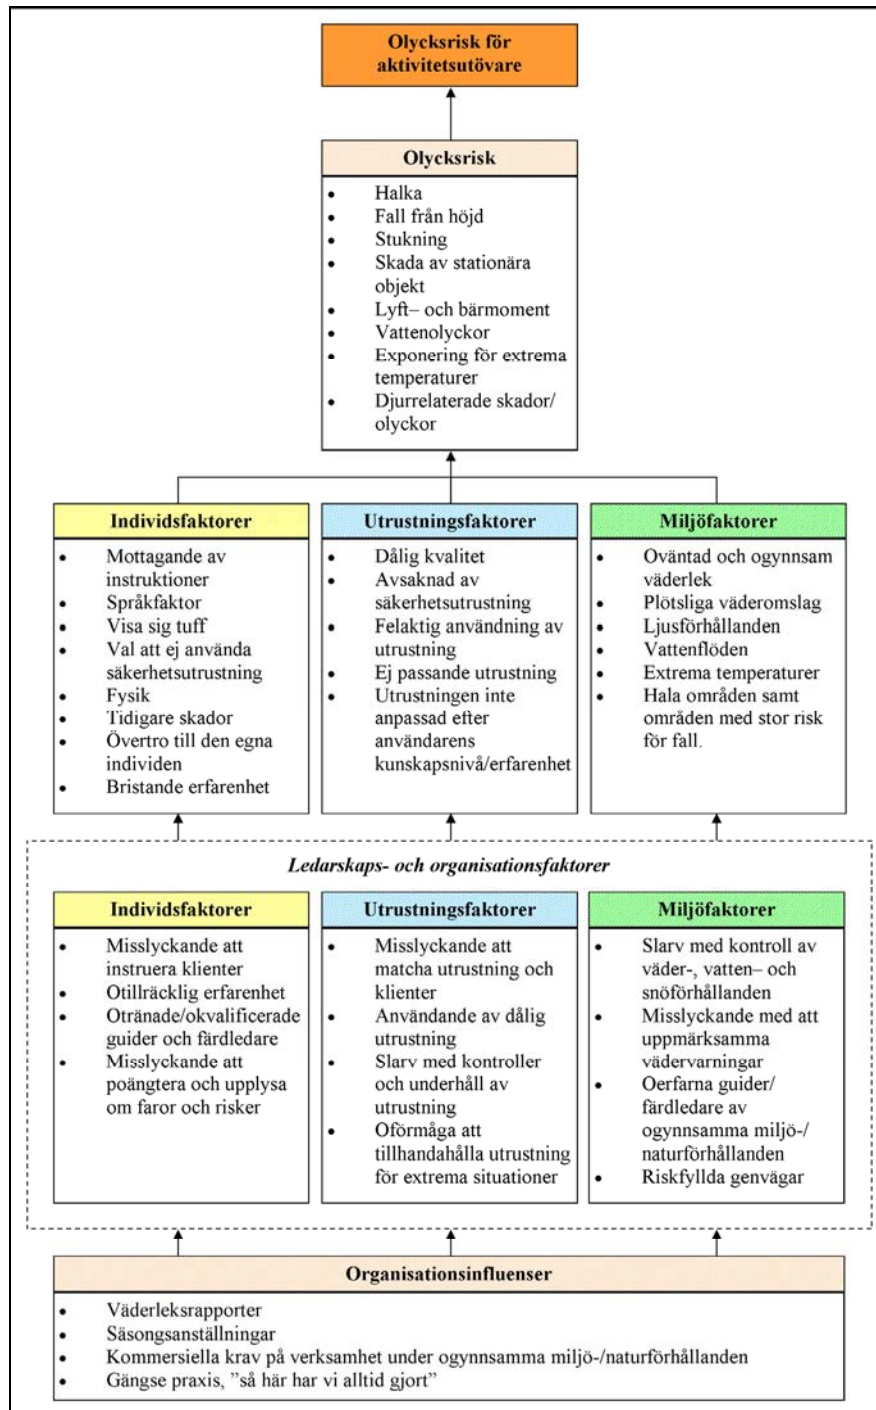 Olycksrisk för
aktivitetsutövare
Olycksrisk
• Halka
• Fall från höjd
• Stukning
• Skada av stationära
objekt
• Lyft– och bärmoment
• Vattenolyckor
• Exponering för extrema
temperaturer
• Djurrelaterade skador/
olyckor
Individsfaktorer
• Mottagande av
instruktioner
• Språkfaktor
• Visa sig tuff
• Val att ej använda
säkerhetsutrustning
• Fysik
• Tidigare skador
• Övertro till den egna
individen
• Bristande erfarenhet
Utrustningsfaktorer
• Dålig kvalitet
• Avsaknad av
säkerhetsutrustning
• Felaktig användning av
utrustning
• Ej passande utrustning
• Utrustningen inte
anpassad efter
användarens
kunskapsnivå/erfarenhet
Miljöfaktorer
• Oväntad och ogynnsam
väderlek
• Plötsliga väderomslag
• Ljusförhållanden
• Vattenflöden
• Extrema temperaturer
• Hala områden samt
områden med stor risk
för fall.
Ledarskaps- och organisationsfaktorer
Individsfaktorer
• Misslyckande att
instruera klienter
• Otillräcklig erfarenhet
• Otränade/okvalificerade
guider och färdledare
• Misslyckande att
poängtera och upplysa
om faror och risker
Utrustningsfaktorer
• Misslyckande att
matcha utrustning och
klienter
• Användande av dålig
utrustning
• Slarv med kontroller
och underhåll av
utrustning
• Oförmåga att
tillhandahålla utrustning
för extrema situationer
Miljöfaktorer
• Slarv med kontroll av
väder-, vatten– och
snöförhållanden
• Misslyckande med att
uppmärksamma
vädervarningar
• Oerfarna guider/
färdledare av
ogynnsamma miljö-/
naturförhållanden
• Riskfyllda genvägar
Organisationsinfluenser
• Väderleksrapporter
• Säsongsanställningar
• Kommersiella krav på verksamhet under ogynnsamma miljö-/naturförhållanden
• Gängse praxis, ”så här har vi alltid gjort”